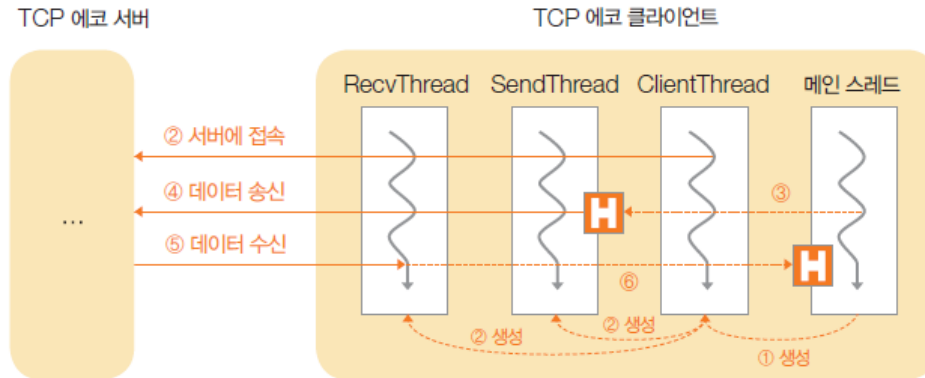 TCP 에코 서버
TCP 에코 클라이언트
RecvThread
SendThread
ClientThread
메인 스레드
② 서버에 접속
④ 데이터 송신
③
H
...
⑤ 데이터 수신
H
⑥
② 생성
② 생성
① 생성